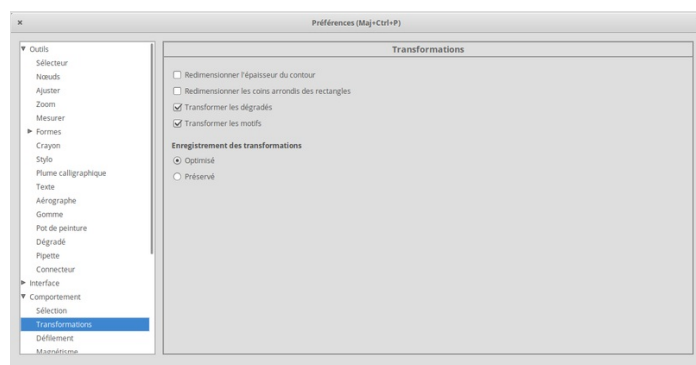 Préférences (Maj+Ctrl+P)
Outils
Sélecteur
Nœuds
Ajuster
Zoom
Mesurer
Formes
Crayon
Stylo
Plume calligraphique
Texte
Aérographe
Gomme
Pot de peinture
Dégradé
Pipette
Connecteur
Interface
Comportement
Sélection
Transformations
Défilement
Magnétisme
Transformations
Redimensionner l'épaisseur du contour
Redimensionner les coins arrondis des rectangles
Transformer les dégradés
Transformer les motifs
Enregistrement des transformations
Optimisé
Préservé